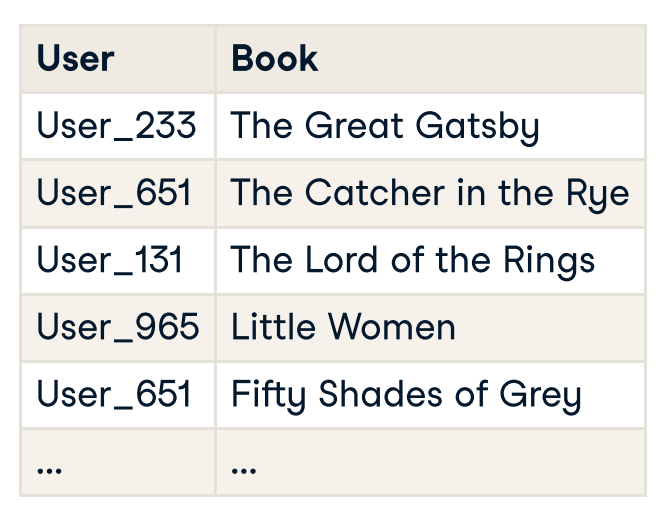 User Book
User_233 The Great Gatsby
User_651 The Catcher in the Rye
User_131 The Lord of the Rings
User_965 Little Women
User_651 Fifty Shades of Grey
... ...